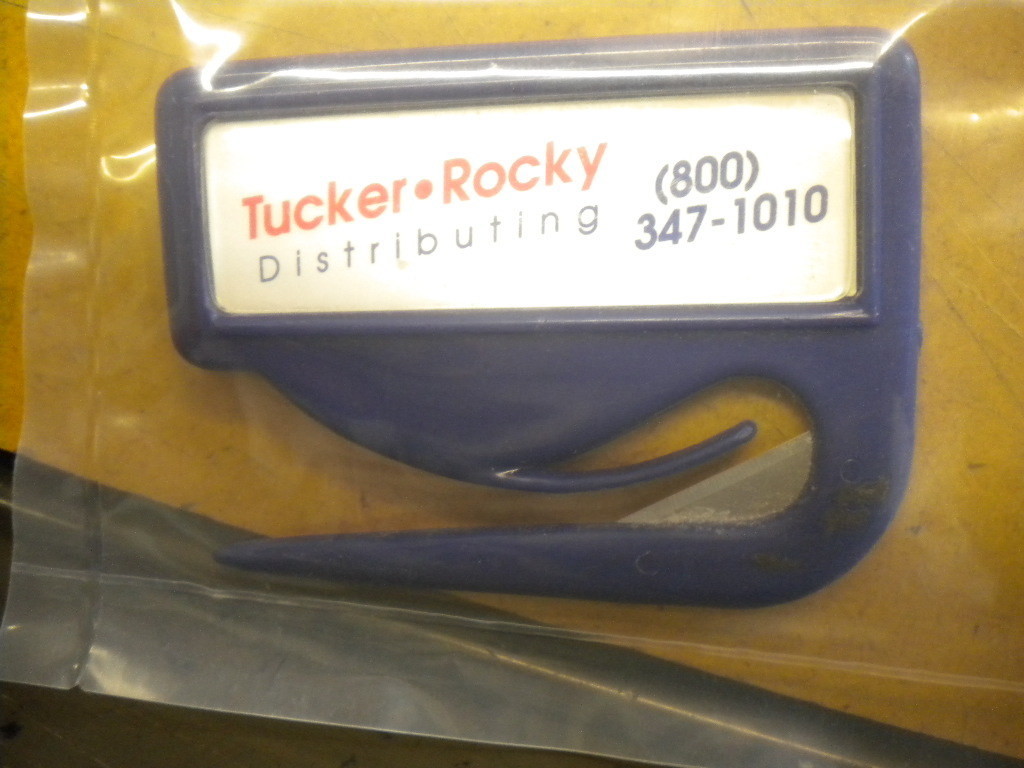 Tucker•Rocky
Distributing
(800)
347-1010